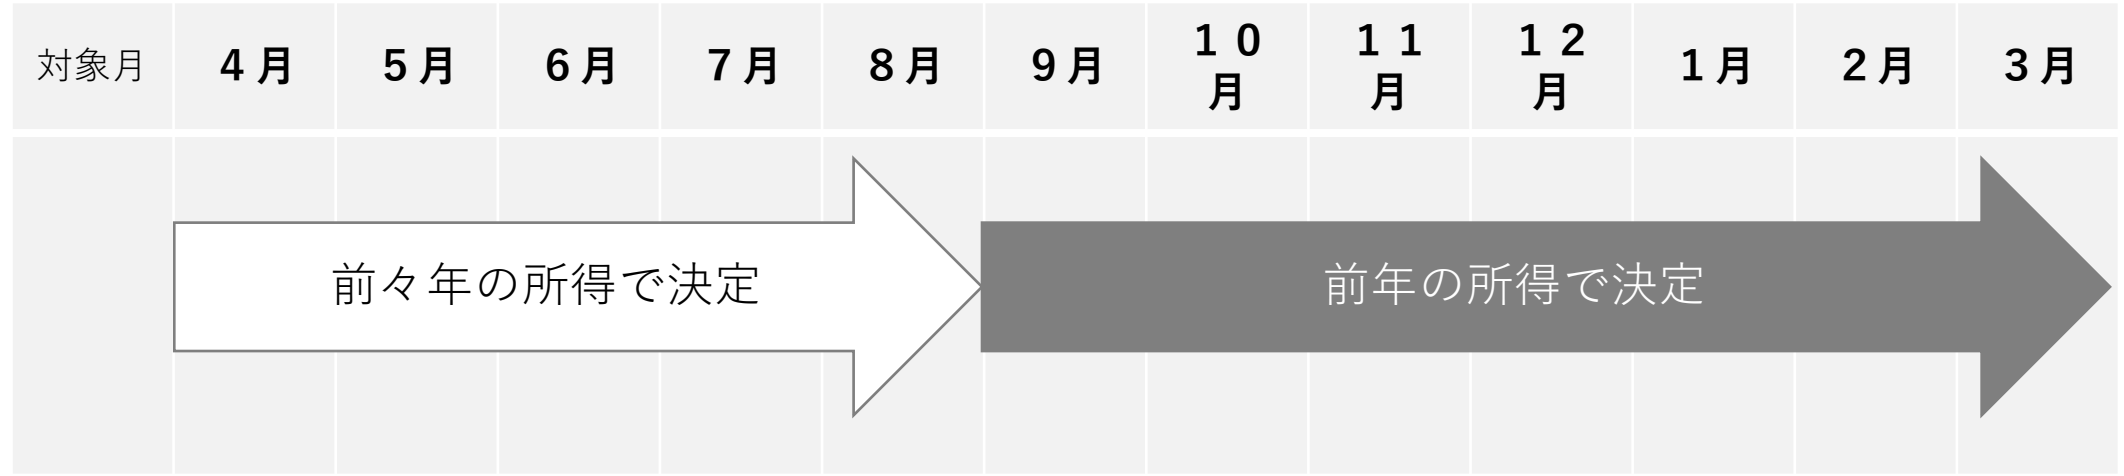 対象月 ４月 ５月 ６月 ７月 ８月 ９月 １０月 １１月 １２月 １月 ２月 ３月
前々年の所得で決定 前年の所得で決定